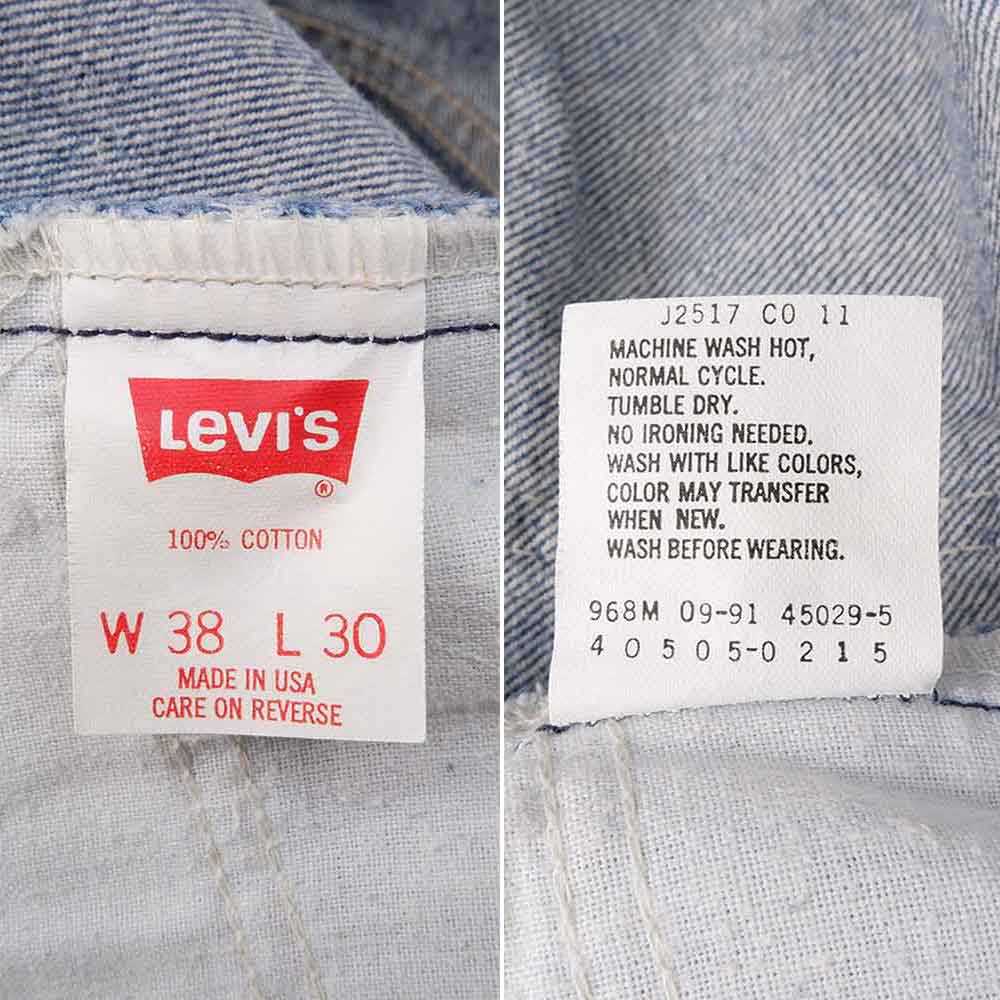 Levi's
®
100% COTTON
W 38 L 30
MADE IN USA
CARE ON REVERSE
J2517 CO 11
MACHINE WASH HOT,
NORMAL CYCLE.
TUMBLE DRY.
NO IRONING NEEDED.
WASH WITH LIKE COLORS,
COLOR MAY TRANSFER
WHEN NEW.
WASH BEFORE WEARING.
968M 09-91 45029-5
4 0 5 0 5-0 2 1 5